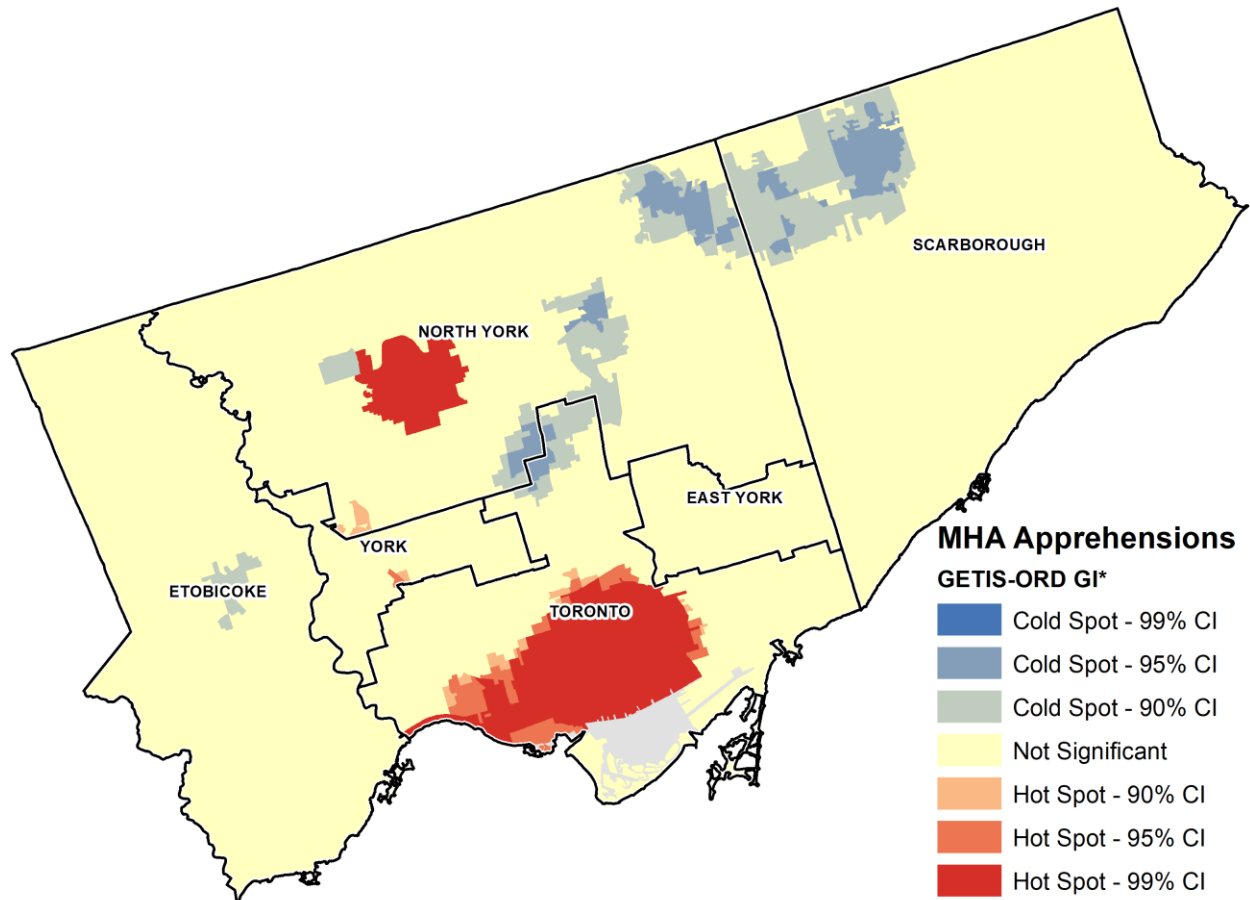 SCARBOROUGH
NORTH YORK
EAST YORK
YORK
ETOBICOKE
TORONTO
MHA Apprehensions
GETIS-ORD GI*
Cold Spot - 99% CI
Cold Spot - 95% CI
Cold Spot - 90% CI
Not Significant
Hot Spot - 90% CI
Hot Spot - 95% CI
Hot Spot - 99% CI